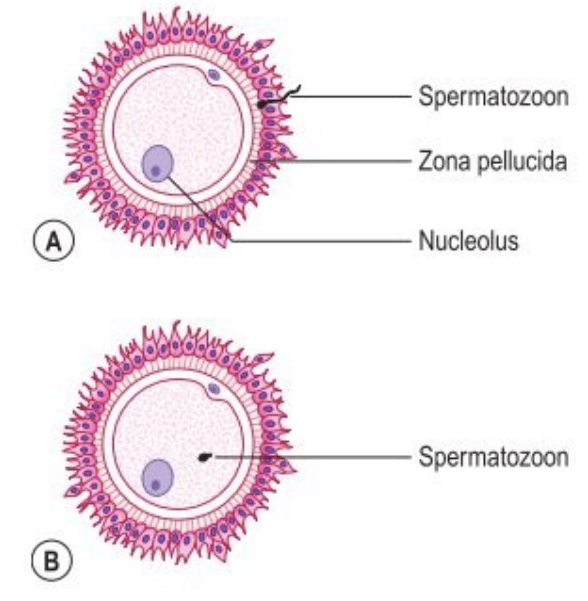 Spermatozoon
Zona pellucida
Nucleolus
A
Spermatozoon
B